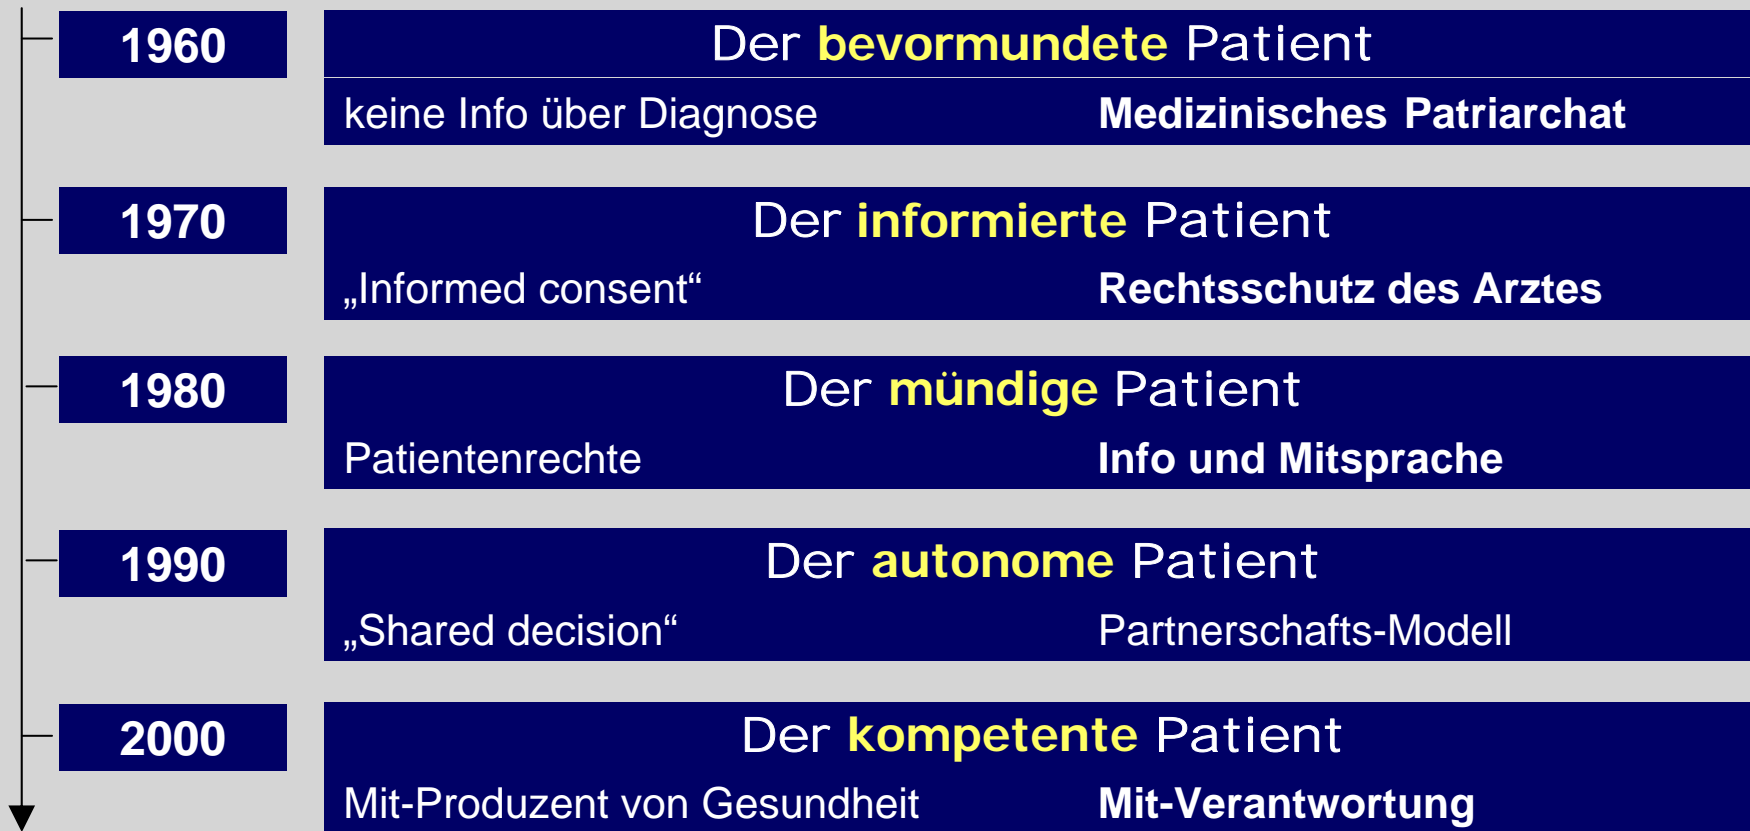 1960
Der bevormundete Patient
keine Info über Diagnose Medizinisches Patriarchat
1970
Der informierte Patient
„Informed consent“ Rechtsschutz des Arztes
1980
Der mündige Patient
Patientenrechte Info und Mitsprache
1990
Der autonome Patient
„Shared decision“ Partnerschafts-Modell
2000
Der kompetente Patient
Mit-Produzent von Gesundheit Mit-Verantwortung